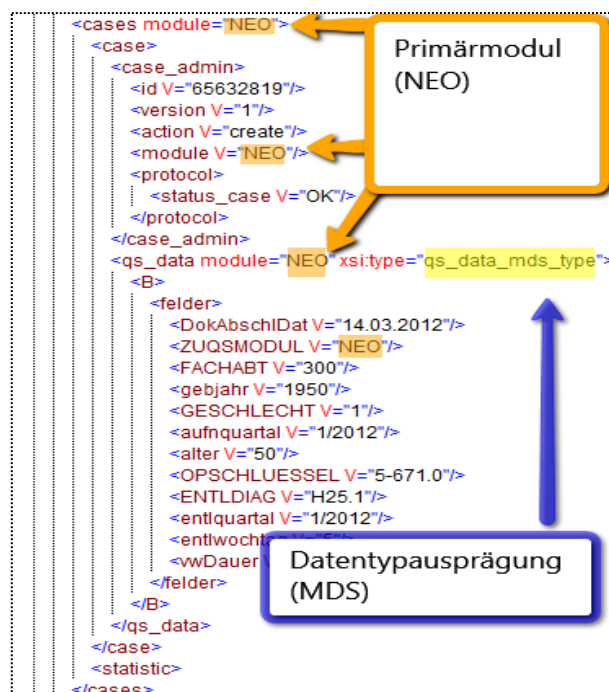 <cases module="NEO">
<case>
<case_admin>
<id V="65632819"/>
<version V="1"/>
<action V="create"/>
<module V="NEO"/>
<protocol>
<status_case V="OK"/>
</protocol>
</case_admin>
<qs_data module="NEO" xsi:type="qs_data_mds_type">
<B>
<felder>
<DokAbschlDat V="14.03.2012"/>
<ZUQSMODUL V="NEO"/>
<FACHABT V="300"/>
<gebjahr V="1950"/>
<GESCHLECHT V="1"/>
<aufnquartal V="1/2012"/>
<alter V="50"/>
<OPSCHLUESSEL V="5-671.0"/>
<ENTLDIAG V="H25.1"/>
<entlquartal V="1/2012"/>
<entlwochtag
<vwDauer
</felder>
</B>
</qs_data>
</case>
<statistic>
</cases>
Primärmodul
(NEO)
Datentypausprägung
(MDS)